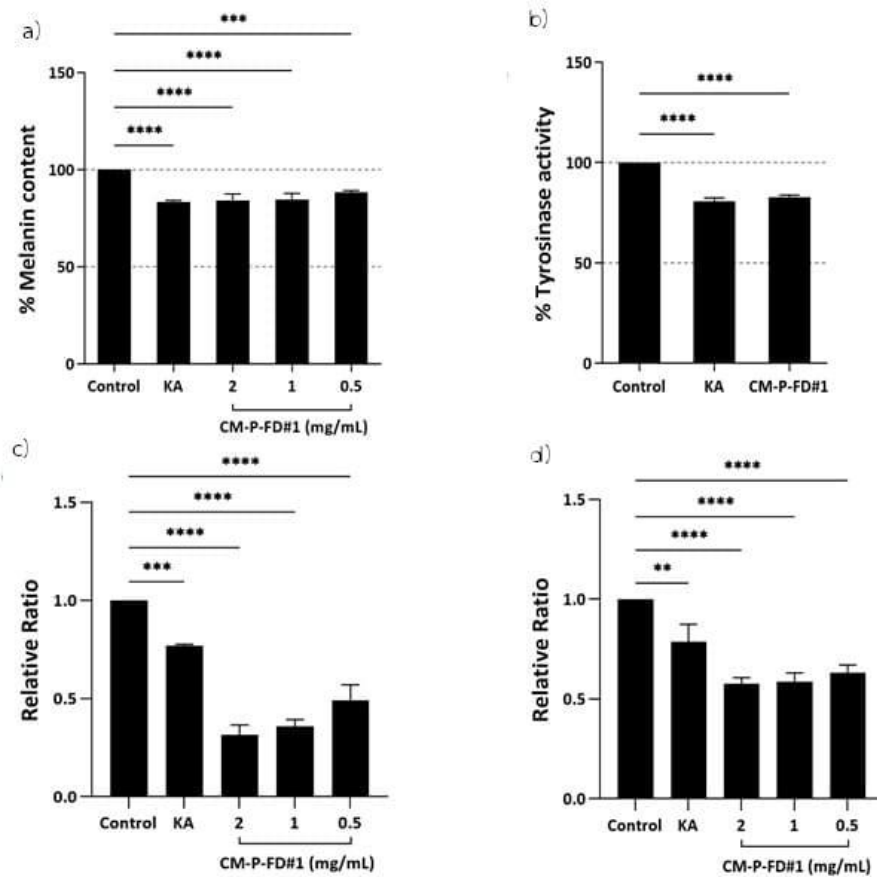 a)
***
****
****
****
150
100
50
0
% Melanin content
Control KA 2 1 0.5
CM-P-FD#1 (mg/mL)
b)
****
****
150
100
50
0
% Tyrosinase activity
Control KA CM-P-FD#1
c)
****
****
****
***
1.5
1.0
0.5
0.0
Relative Ratio
Control KA 2 1 0.5
CM-P-FD#1 (mg/mL)
d)
****
****
****
**
1.5
1.0
0.5
0.0
Relative Ratio
Control KA 2 1 0.5
CM-P-FD#1 (mg/mL)